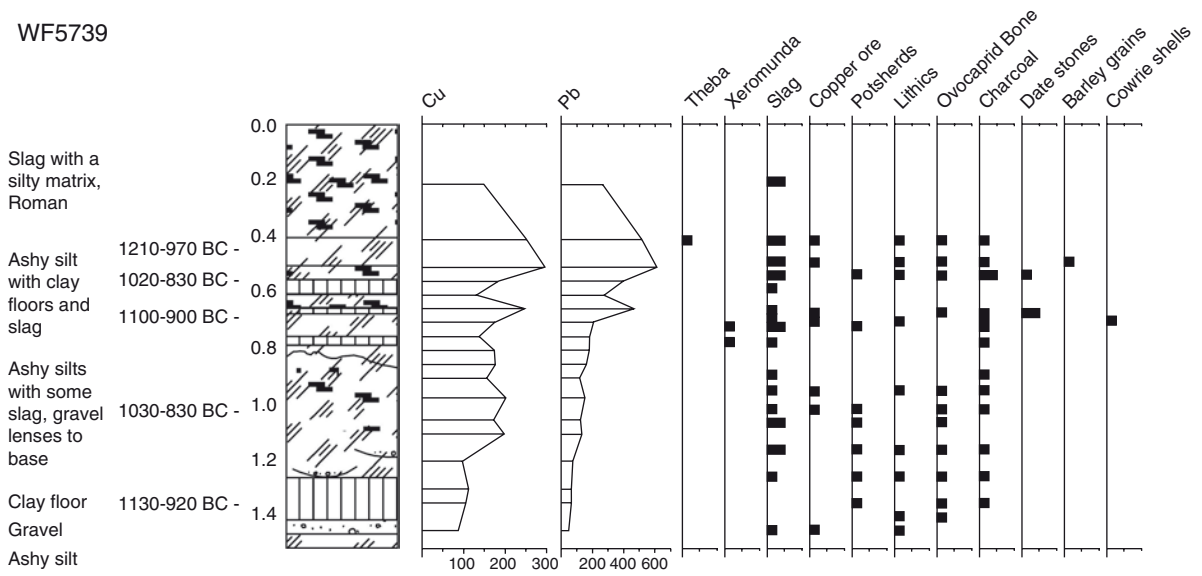 WF5739
Cu
Pb
Theba
Xeromunda
Slag
Copper ore
Potsherds
Lithics
Ovocaprid Bone
Charcoal
Date stones
Barley grains
Cowrie shells
0.0
0.2
0.4
0.6
0.8
1.0
1.2
1.4
Slag with a
silty matrix,
Roman
Ashy silt
with clay
floors and
slag
Ashy silts
with some
slag, gravel
lenses to
base
Clay floor
Gravel
Ashy silt
1210-970 BC -
1020-830 BC -
1100-900 BC -
1030-830 BC -
1130-920 BC -
100 200 300
200 400 600